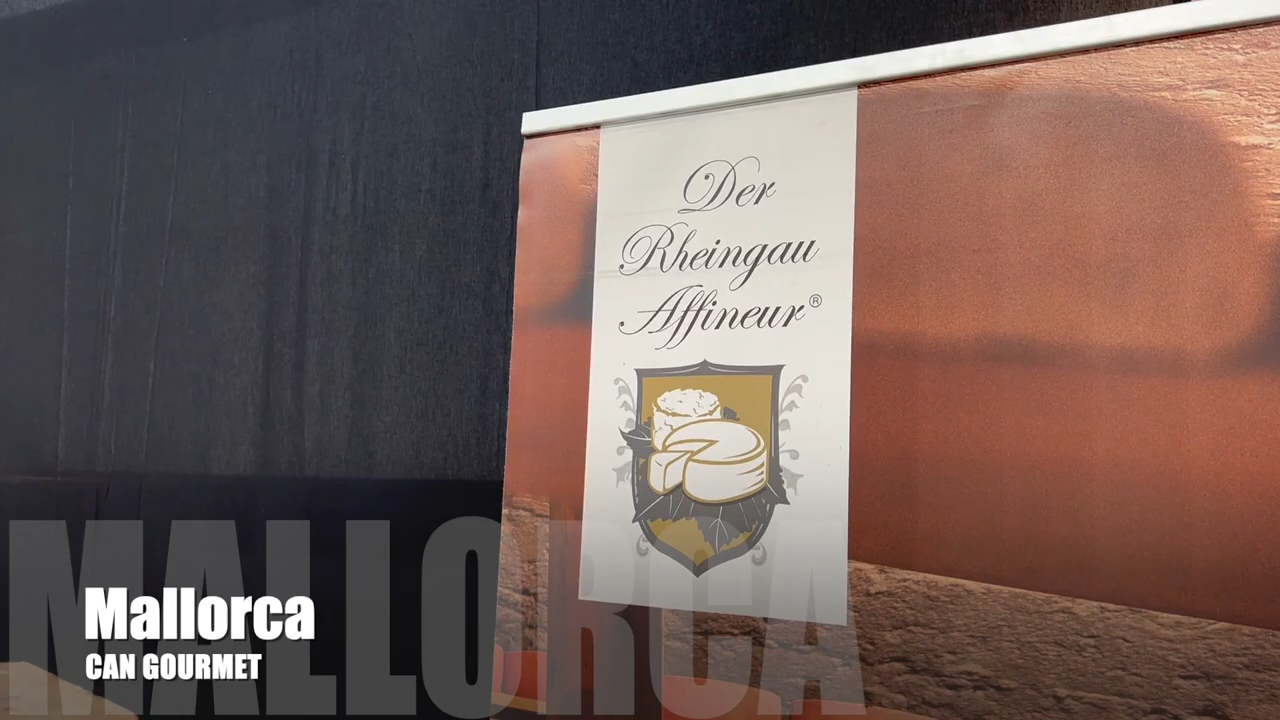 Der
Rheingau
Affineur®
MALLORCA
Mallorca
CAN GOURMET